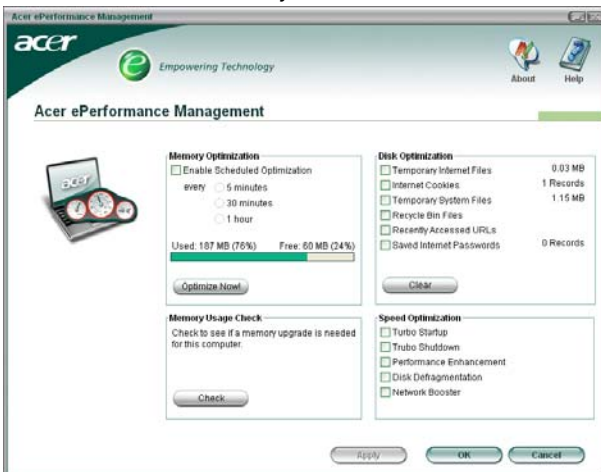 Acer ePerformance Management
acer
Empowering Technology
About
Help
Acer ePerformance Management
acer
Memory Optimization
Enable Scheduled Optimization
every
5 minutes
30 minutes
1 hour
Used: 187 MB (76%) Free: 60 MB (24%)
Optimize Now!
Memory Usage Check
Check to see if a memory upgrade is needed
for this computer.
Check
Disk Optimization
Temporary Internet Files 0.03 MB
Internet Cookies 1 Records
Temporary System Files 1.15 MB
Recycle Bin Files
Recently Accessed URLs
Saved Internet Passwords 0 Records
Clear
Speed Optimization
Turbo Startup
Trubo Shutdown
Performance Enhancement
Disk Defragmentation
Network Booster
Apply
OK
Cancel